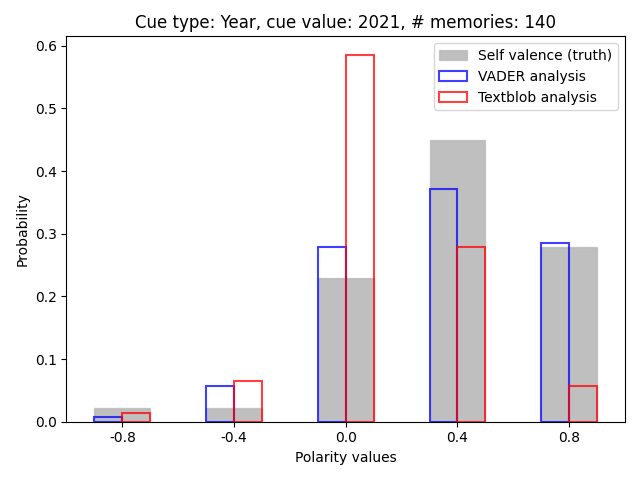 Cue type: Year, cue value: 2021, # memories: 140
Self valence (truth)
VADER analysis
Textblob analysis
Probability
0.6
0.5
0.4
0.3
0.2
0.1
0.0
-0.8 -0.4 0.0 0.4 0.8
Polarity values